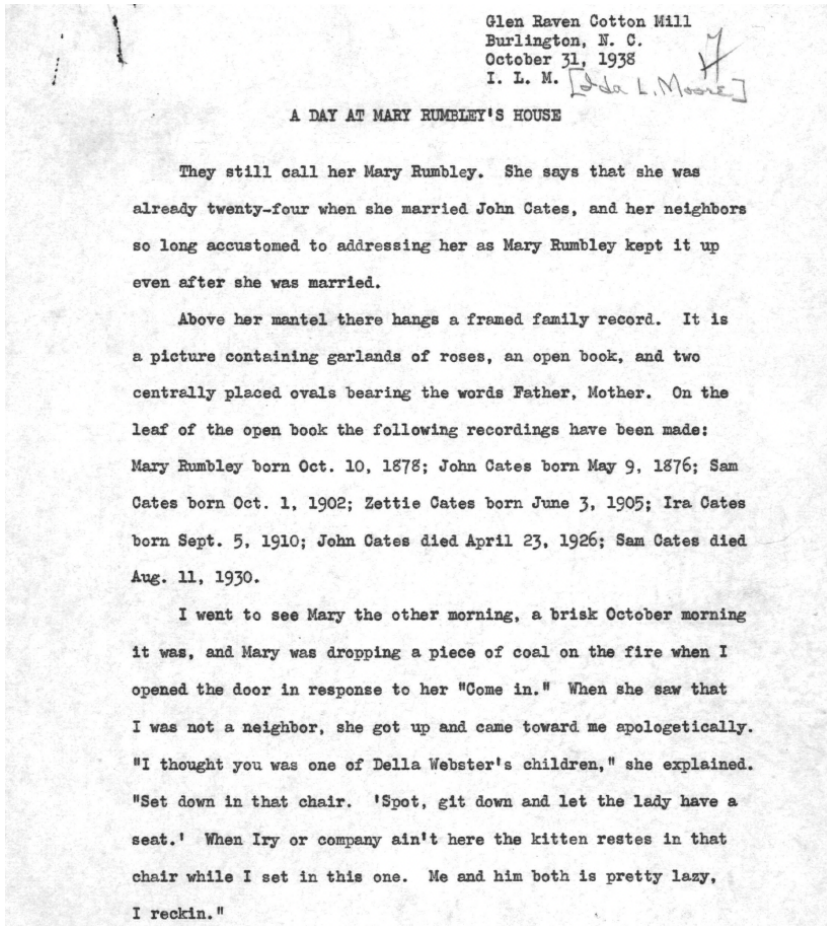 Glen Raven Cotton Mill
Burlington, N. C.
October 31, 1938
I. L. M. [Ida L. Moore]
A DAY AT MARY RUMBLEY'S HOUSE
They still call her Mary Rumbley. She says that she was
already twenty-four when she married John Cates, and her neighbors
so long accustomed to addressing her as Mary Rumbley kept it up
even after she was married.
Above her mantel there hangs a framed family record. It is
a picture containing garlands of roses, an open book, and two
centrally placed ovals bearing the words Father, Mother. On the
leaf of the open book the following recordings have been made:
Mary Rumbley born Oct. 10, 1878; John Cates born May 9, 1876; Sam
Cates born Oct. 1, 1902; Zettie Cates born June 3, 1905; Ira Cates
born Sept. 5, 1910; John Cates died April 23, 1926; Sam Cates died
Aug. 11, 1930.
I went to see Mary the other morning, a brisk October morning
it was, and Mary was dropping a piece of coal on the fire when I
opened the door in response to her "Come in." When she saw that
I was not a neighbor, she got up and came toward me apologetically.
"I thought you was one of Della Webster's children," she explained.
"Set down in that chair. 'Spot, git down and let the lady have a
seat.' When Iry or company ain't here the kitten restes in that
chair while I set in this one. Me and him both is pretty lazy,
I reckin."